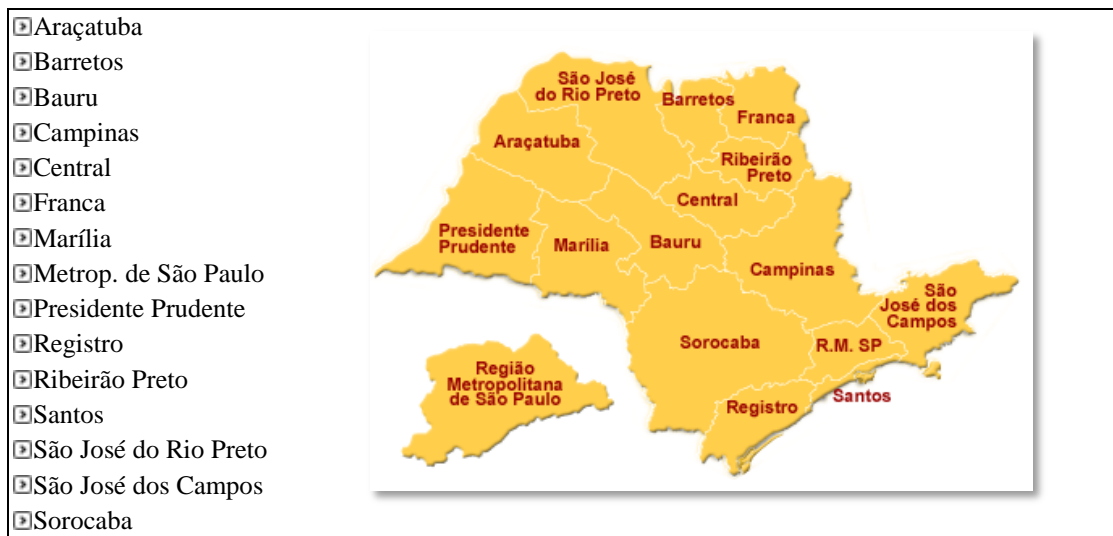 Araçatuba
Barretos
Bauru
Campinas
Central
Franca
Marília
Metrop. de São Paulo
Presidente Prudente
Registro
Ribeirão Preto
Santos
São José do Rio Preto
São José dos Campos
Sorocaba
São José
do Rio Preto
Barretos
Franca
Araçatuba
Ribeirão
Preto
Central
Presidente
Prudente
Marília
Bauru
Campinas
São
José dos
Campos
Sorocaba
R.M. SP
Região
Metropolitana
de São Paulo
Registro
Santos